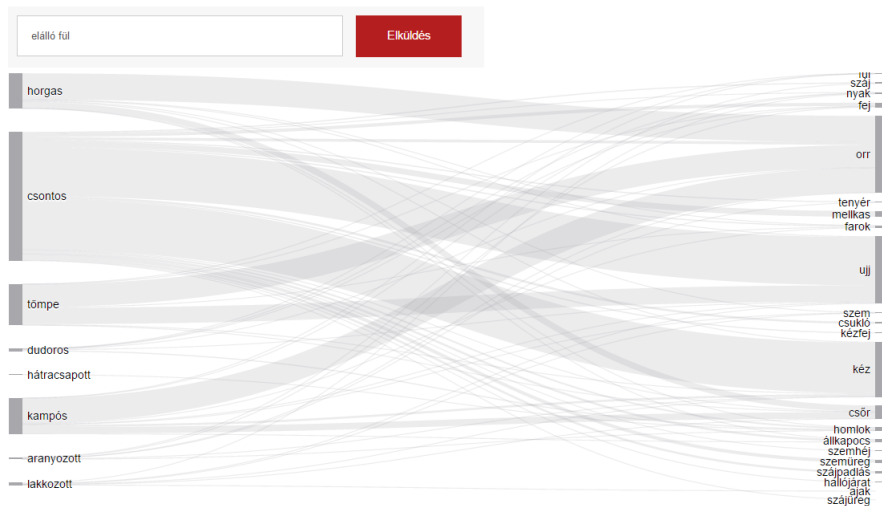 elálló fül
Elküldés
horgas
csontos
tömpe
dudoros
hátracsapott
kampós
aranyozott
lakkozott
fül
száj
nyak
fej
orr
tenyér
mellkas
farok
ujj
szem
csukló
kézfej
kéz
csőr
homlok
állkapocs
szemhéj
szemüreg
szájpadlás
hallójárat
ajak
szájüreg